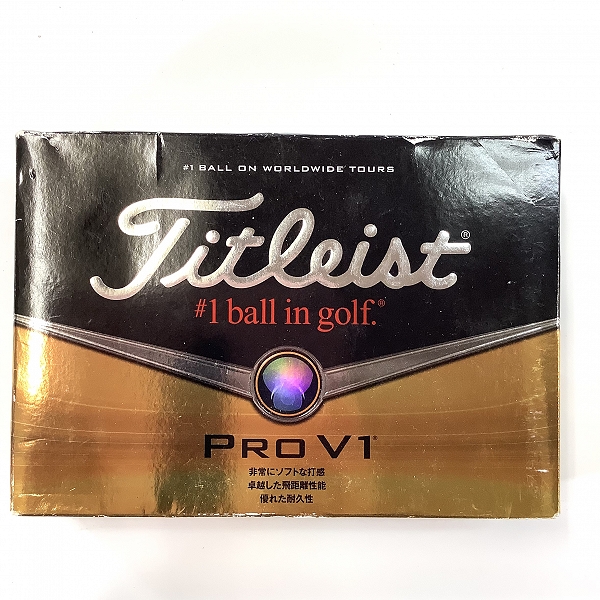 #1 BALL ON WORLDWIDE TOURS
Titleist®
#1 ball in golf.®
PRO V1®
非常にソフトな打感
卓越した飛距離性能
優れた耐久性